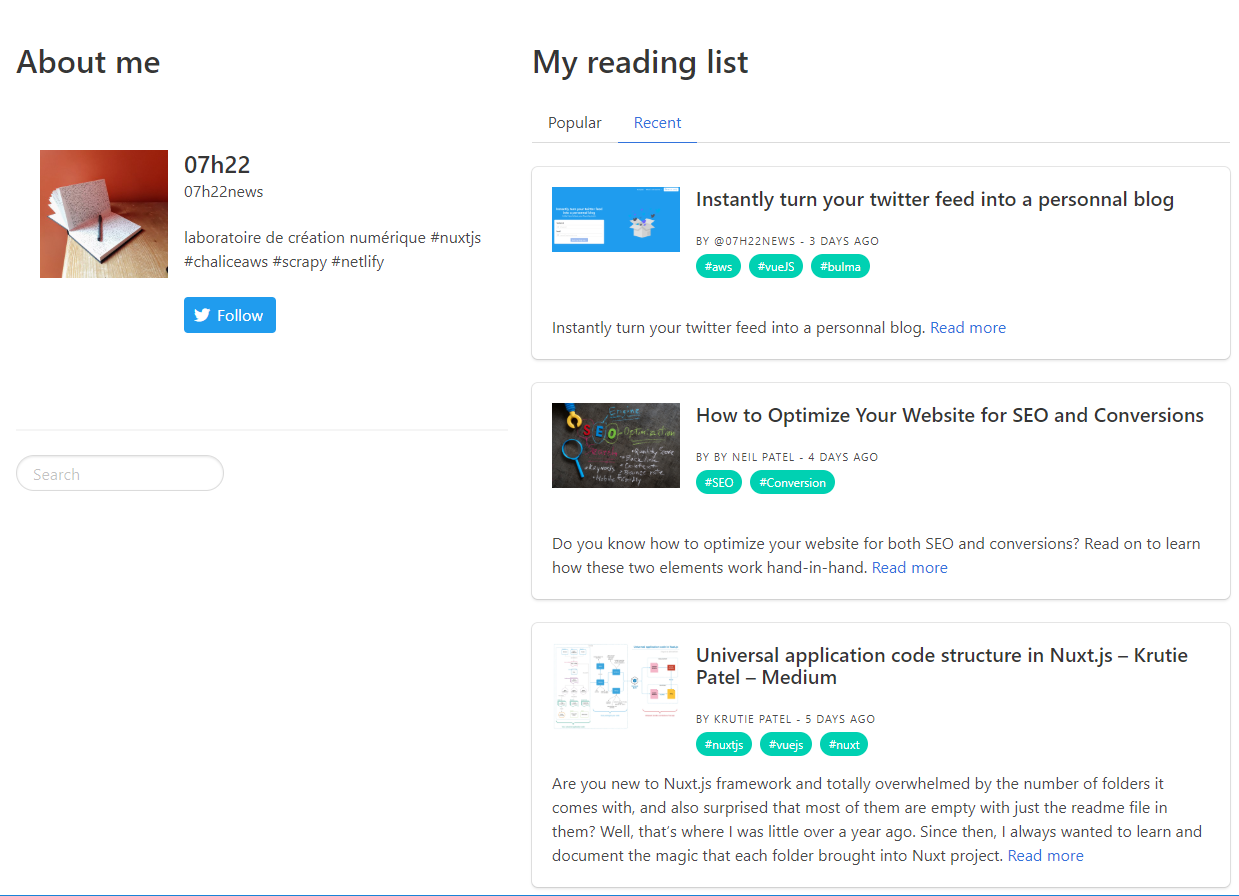 About me
07h22
07h22news
laboratoire de création numérique #nuxtjs
#chaliceaws #scrapy #netlify
Follow
Search
My reading list
Popular Recent
Instantly turn your twitter feed into a personnal blog
BY @07H22NEWS - 3 DAYS AGO
#aws #vueJS #bulma
Instantly turn your twitter feed into a personnal blog. Read more
SEO
How to Optimize Your Website for SEO and Conversions
BY BY NEIL PATEL - 4 DAYS AGO
#SEO #Conversion
Do you know how to optimize your website for both SEO and conversions? Read on to learn
how these two elements work hand-in-hand. Read more
Universal application code structure in Nuxt.js – Krutie
Patel – Medium
BY KRUTIE PATEL - 5 DAYS AGO
#nuxtjs #vuejs #nuxt
Are you new to Nuxt.js framework and totally overwhelmed by the number of folders it
comes with, and also surprised that most of them are empty with just the readme file in
them? Well, that’s where I was little over a year ago. Since then, I always wanted to learn and
document the magic that each folder brought into Nuxt project. Read more